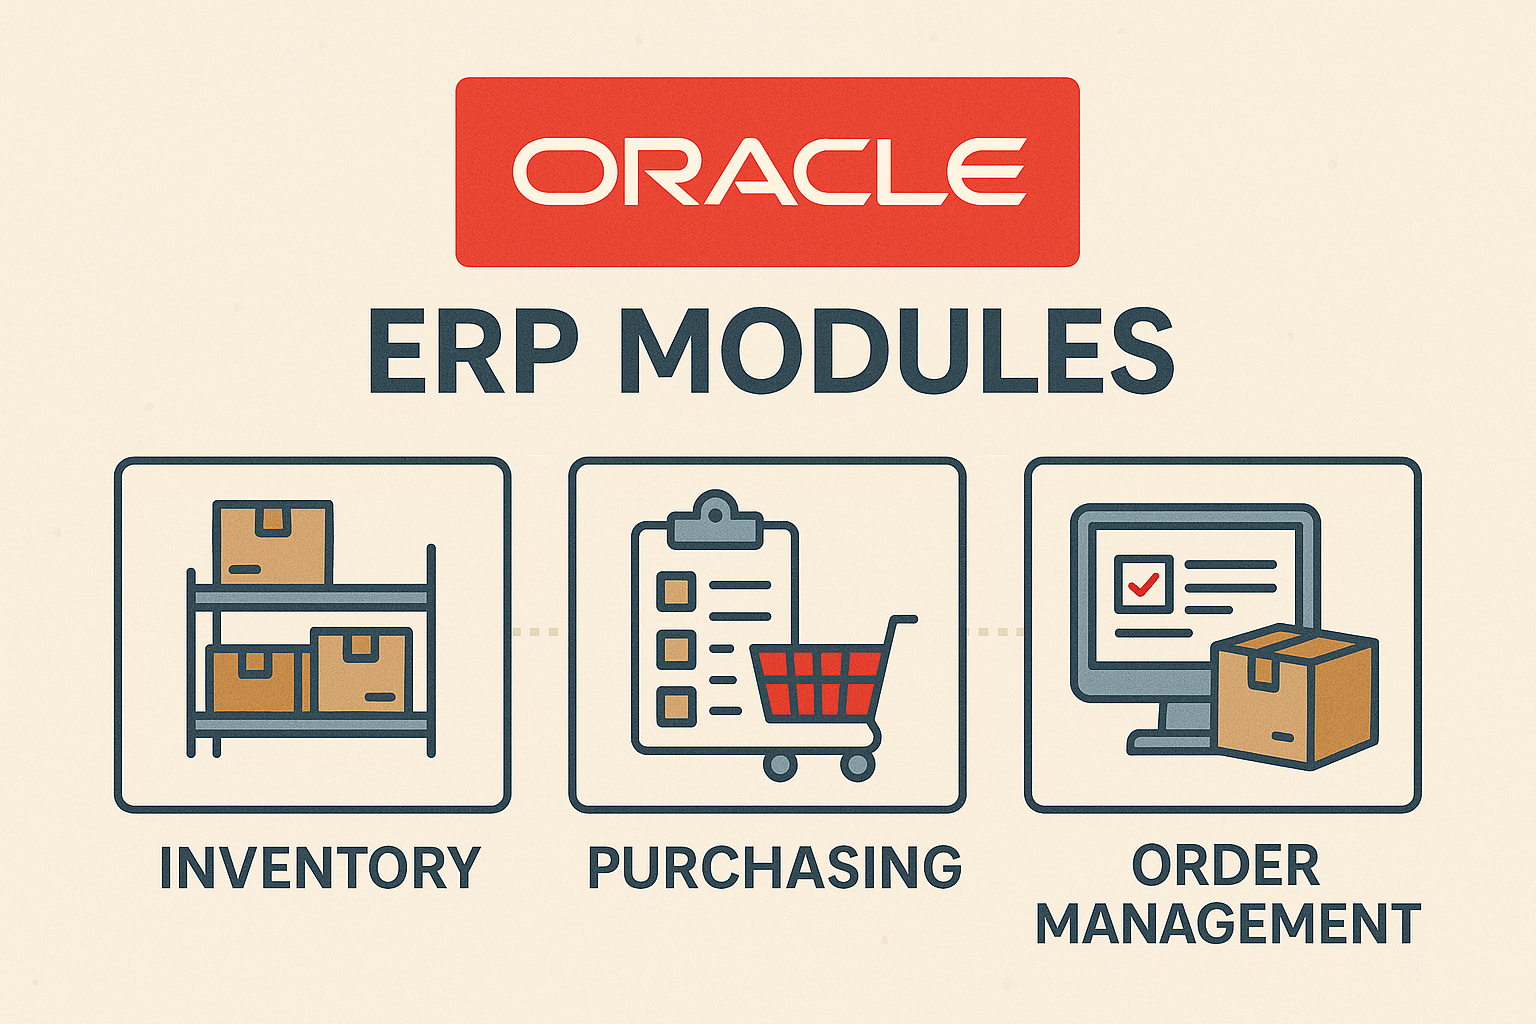 ORACLE
ERP MODULES
INVENTORY
PURCHASING
ORDER
MANAGEMENT